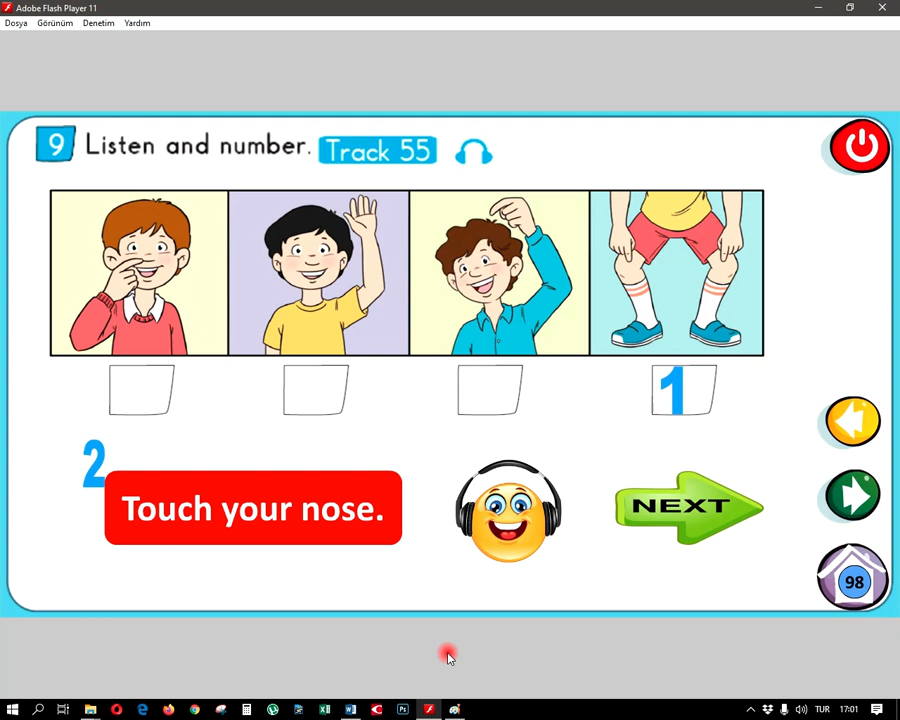 Adobe Flash Player 11
Dosya Görünüm Denetim Yardım
9 Listen and number. Track 55
1
2
Touch your nose.
NEXT
98
TUR 17:01